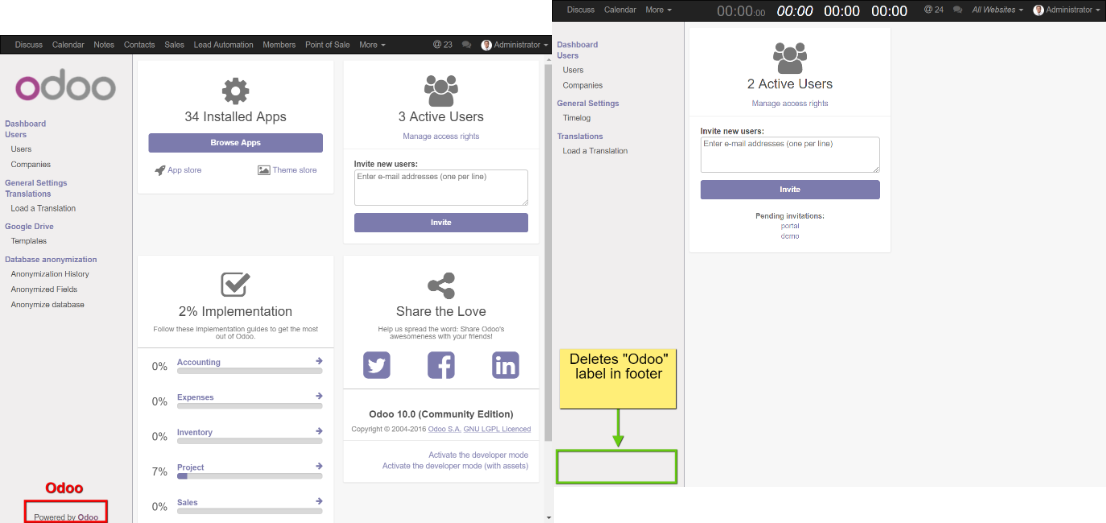 Discuss Calendar Notes Contacts Sales Lead Automation Members Point of Sale More @ 23 Administrator
odoo
Dashboard
Users
Users
Companies
General Settings
Translations
Load a Translation
Google Drive
Templates
Database anonymization
Anonymization History
Anonymized Fields
Anonymize database
Odoo
Powered by Odoo
34 Installed Apps
Browse Apps
App store Theme store
3 Active Users
Manage access rights
Invite new users:
Enter e-mail addresses (one per line)
Invite
2% Implementation
Follow these implementation guides to get the most
out of Odoo.
0% Accounting
0% Expenses
0% Inventory
7% Project
0% Sales
Share the Love
Help us spread the word: Share Odoo's
awesomeness with your friends!
Odoo 10.0 (Community Edition)
Copyright © 2004-2016 Odoo S.A. GNU LGPL Licenced
Activate the developer mode
Activate the developer mode (with assets)
Discuss Calendar More 00:00:00 00:00 00:00 00:00 @ 24 All Websites Administrator
Dashboard
Users
Users
Companies
General Settings
Timelog
Translations
Load a Translation
2 Active Users
Manage access rights
Invite new users:
Enter e-mail addresses (one per line)
Invite
Pending invitations:
portal
demo
Deletes "Odoo"
label in footer